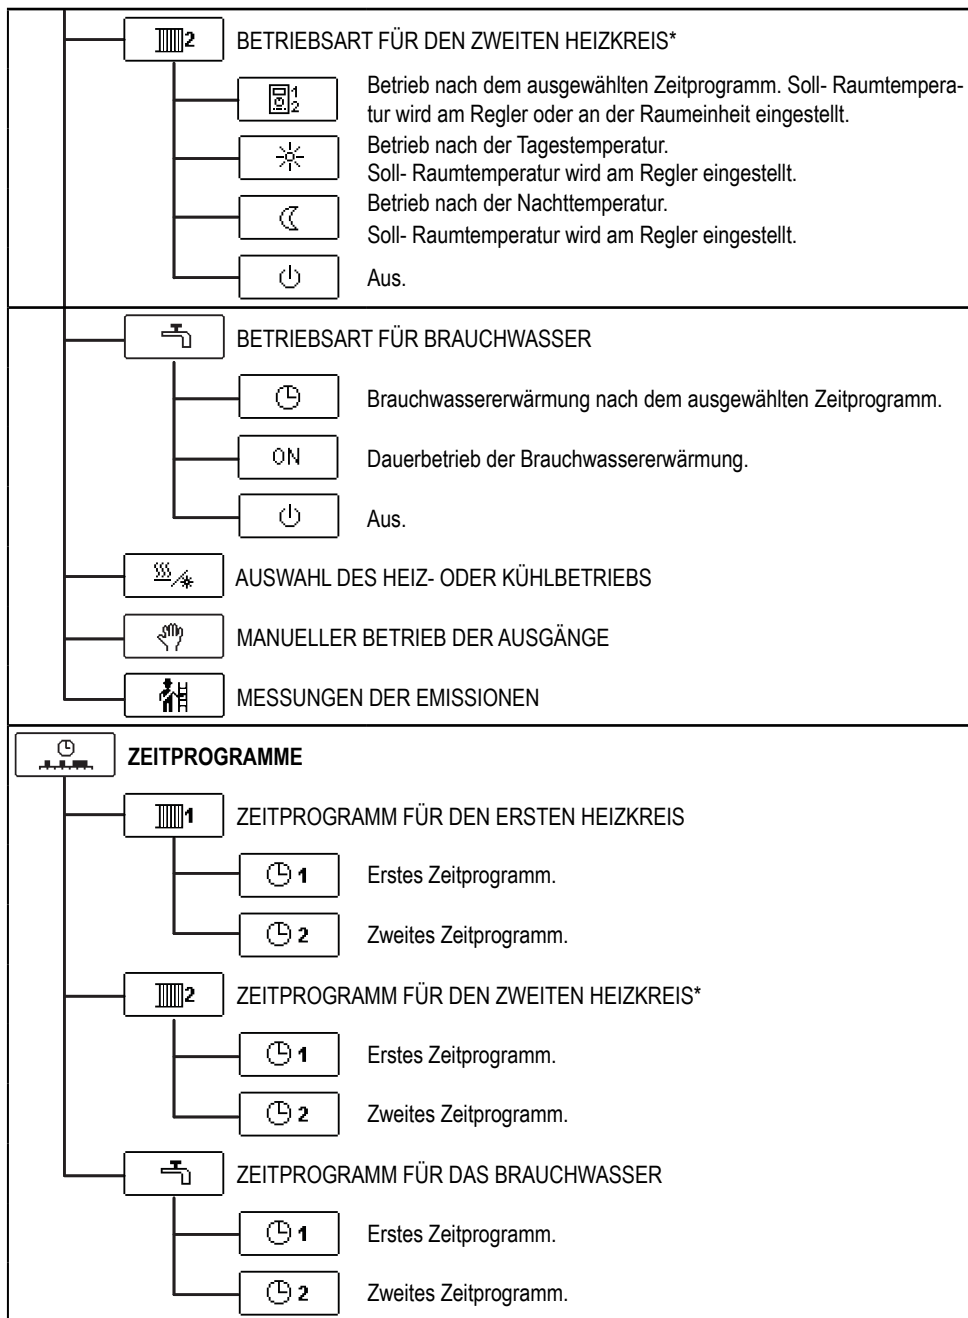 2 BETRIEBSART FÜR DEN ZWEITEN HEIZKREIS*
1 2 Betrieb nach dem ausgewählten Zeitprogramm. Soll- Raumtempera-
tur wird am Regler oder an der Raumeinheit eingestellt.
Betrieb nach der Tagestemperatur.
Soll- Raumtemperatur wird am Regler eingestellt.
Betrieb nach der Nachttemperatur.
Soll- Raumtemperatur wird am Regler eingestellt.
Aus.
BETRIEBSART FÜR BRAUCHWASSER
Brauchwassererwärmung nach dem ausgewählten Zeitprogramm.
ON Dauerbetrieb der Brauchwassererwärmung.
Aus.
AUSWAHL DES HEIZ- ODER KÜHLBETRIEBS
MANUELLER BETRIEB DER AUSGÄNGE
MESSUNGEN DER EMISSIONEN
ZEITPROGRAMME
1 ZEITPROGRAMM FÜR DEN ERSTEN HEIZKREIS
1 Erstes Zeitprogramm.
2 Zweites Zeitprogramm.
2 ZEITPROGRAMM FÜR DEN ZWEITEN HEIZKREIS*
1 Erstes Zeitprogramm.
2 Zweites Zeitprogramm.
ZEITPROGRAMM FÜR DAS BRAUCHWASSER
1 Erstes Zeitprogramm.
2 Zweites Zeitprogramm.